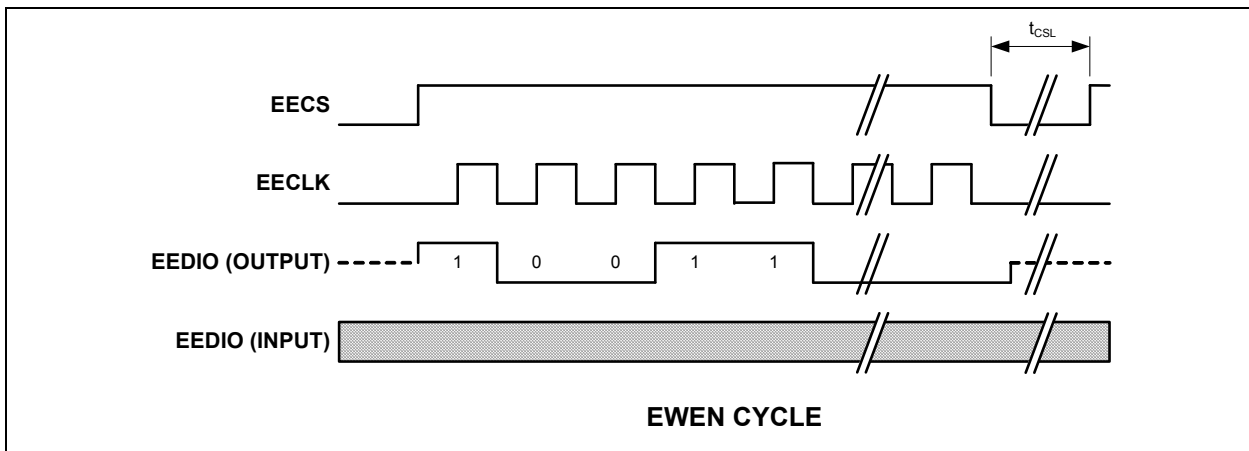 tCSL
EECS
EECLK
EEDIO (OUTPUT)
1 0 0 1 1
EEDIO (INPUT)
EWEN CYCLE